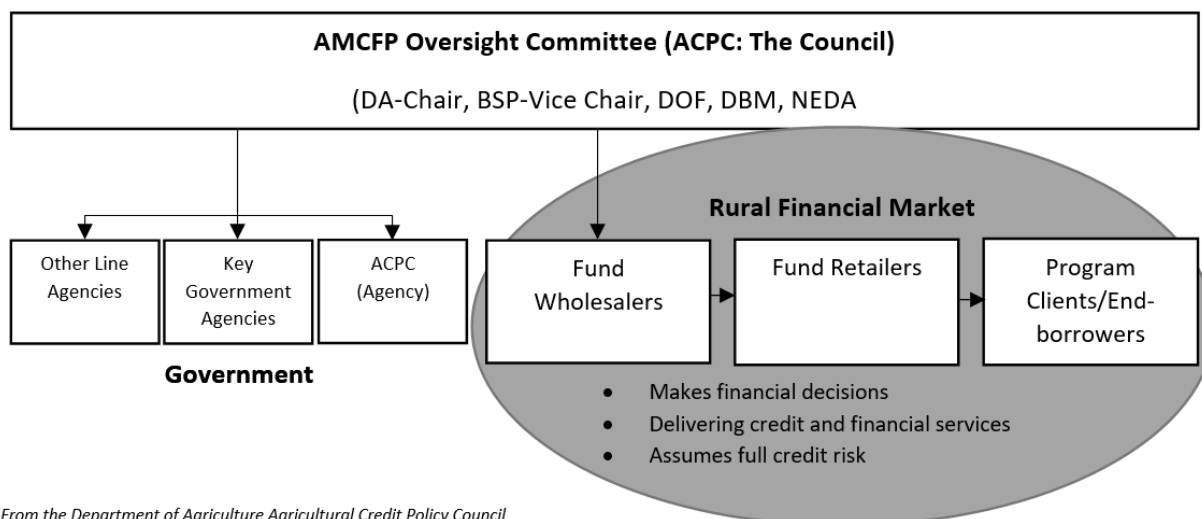 AMCFP Oversight Committee (ACPC: The Council)
(DA-Chair, BSP-Vice Chair, DOF, DBM, NEDA
Rural Financial Market
Other Line
Agencies
Key
Government
Agencies
ACPC
(Agency)
Fund
Wholesalers
Fund Retailers
Program
Clients/End-
borrowers
Government
• Makes financial decisions
• Delivering credit and financial services
• Assumes full credit risk
From the Department of Agriculture Agricultural Credit Policy Council